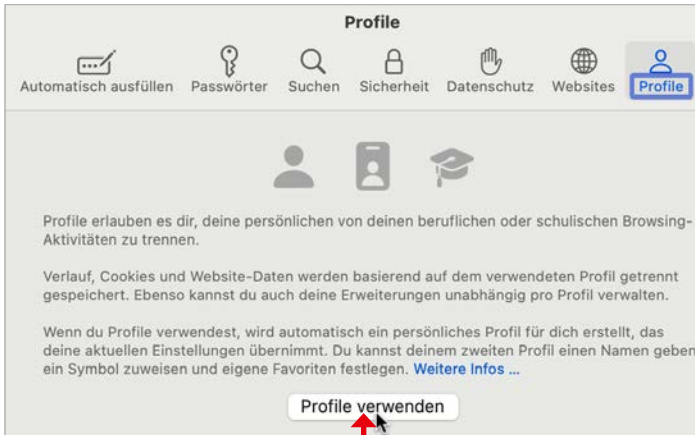 Profile
Automatisch ausfüllen Passwörter Suchen Sicherheit Datenschutz Websites Profile
Profile erlauben es dir, deine persönlichen von deinen beruflichen oder schulischen Browsing-
Aktivitäten zu trennen.
Verlauf, Cookies und Website-Daten werden basierend auf dem verwendeten Profil getrennt
gespeichert. Ebenso kannst du auch deine Erweiterungen unabhängig pro Profil verwalten.
Wenn du Profile verwendest, wird automatisch ein persönliches Profil für dich erstellt, das
deine aktuellen Einstellungen übernimmt. Du kannst deinem zweiten Profil einen Namen geben
ein Symbol zuweisen und eigene Favoriten festlegen. Weitere Infos ...
Profile verwenden